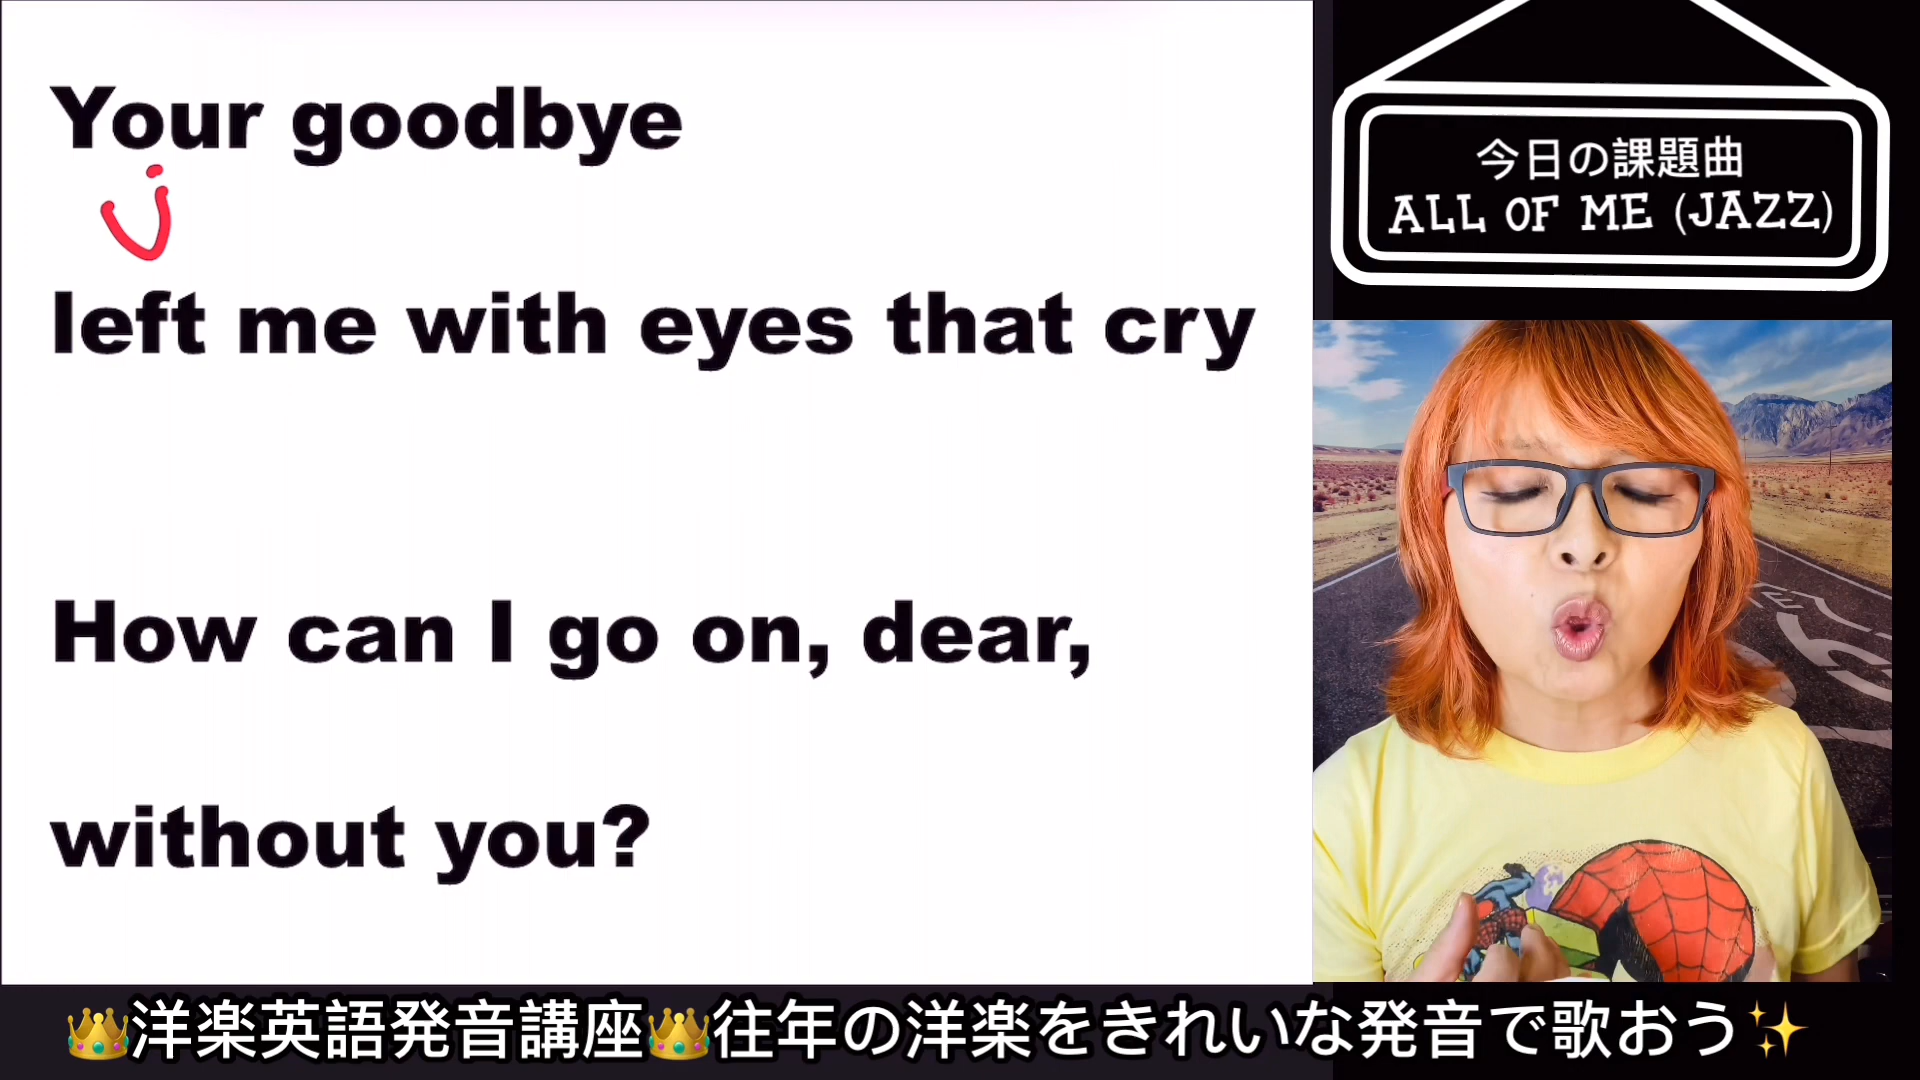 Your goodbye
left me with eyes that cry
How can I go on, dear,
without you?
今日の課題曲
ALL OF ME (JAZZ)
👑洋楽英語発音講座👑往年の洋楽をきれいな発音で歌おう✨